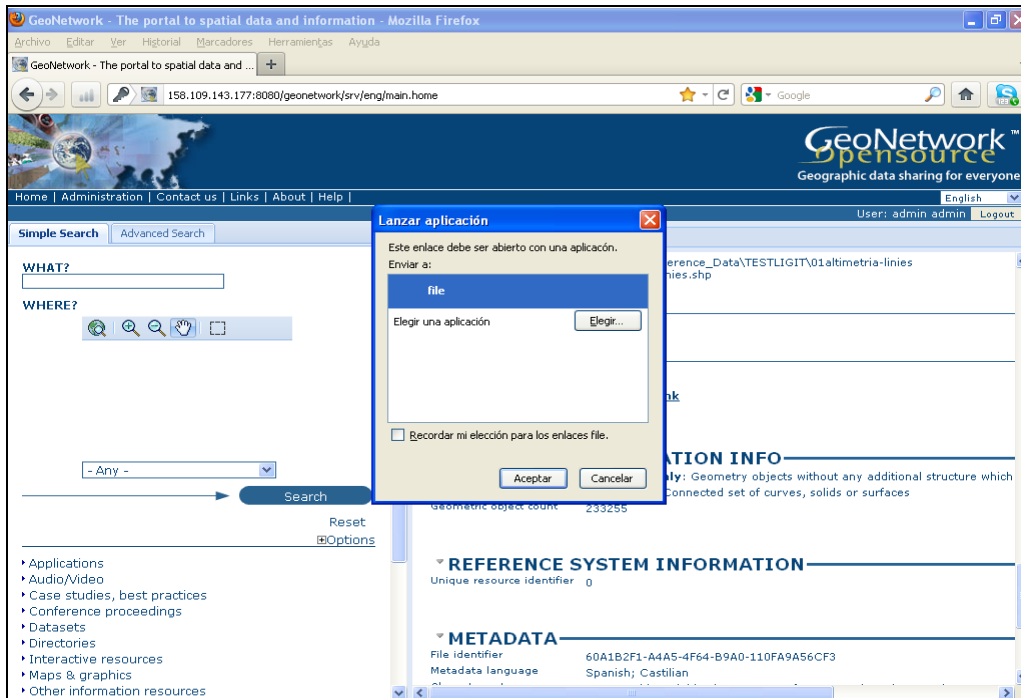 GeoNetwork - The portal to spatial data and information - Mozilla Firefox
Archivo Editar Ver Historial Marcadores Herramientas Ayuda
GeoNetwork - The portal to spatial data and ...
158.109.143.177:8080/geonetwork/srv/eng/main.home
Google
GeoNetwork™
Opensource
Geographic data sharing for everyone
Home | Administration | Contact us | Links | About | Help |
English
User: admin admin Logout
Simple Search
Advanced Search
WHAT?
WHERE?
- Any -
Search
Reset
Options
Applications
Audio/Video
Case studies, best practices
Conference proceedings
Datasets
Directories
Interactive resources
Maps & graphics
Other information resources
Lanzar aplicación
Este enlace debe ser abierto con una aplicacón.
Enviar a:
file
Elegir una aplicación
Elegir...
Recordar mi elección para los enlaces file.
Aceptar
Cancelar
erence_Data\TESTLIGIT\01altimetria-linies
nies.shp
nk
ATION INFO
ly: Geometry objects without any additional structure which
Connected set of curves, solids or surfaces
Geometric object count 233255
REFERENCE SYSTEM INFORMATION
Unique resource identifier 0
METADATA
File identifier 60A1B2F1-A4A5-4F64-B9A0-110FA9A56CF3
Metadata language Spanish; Castilian